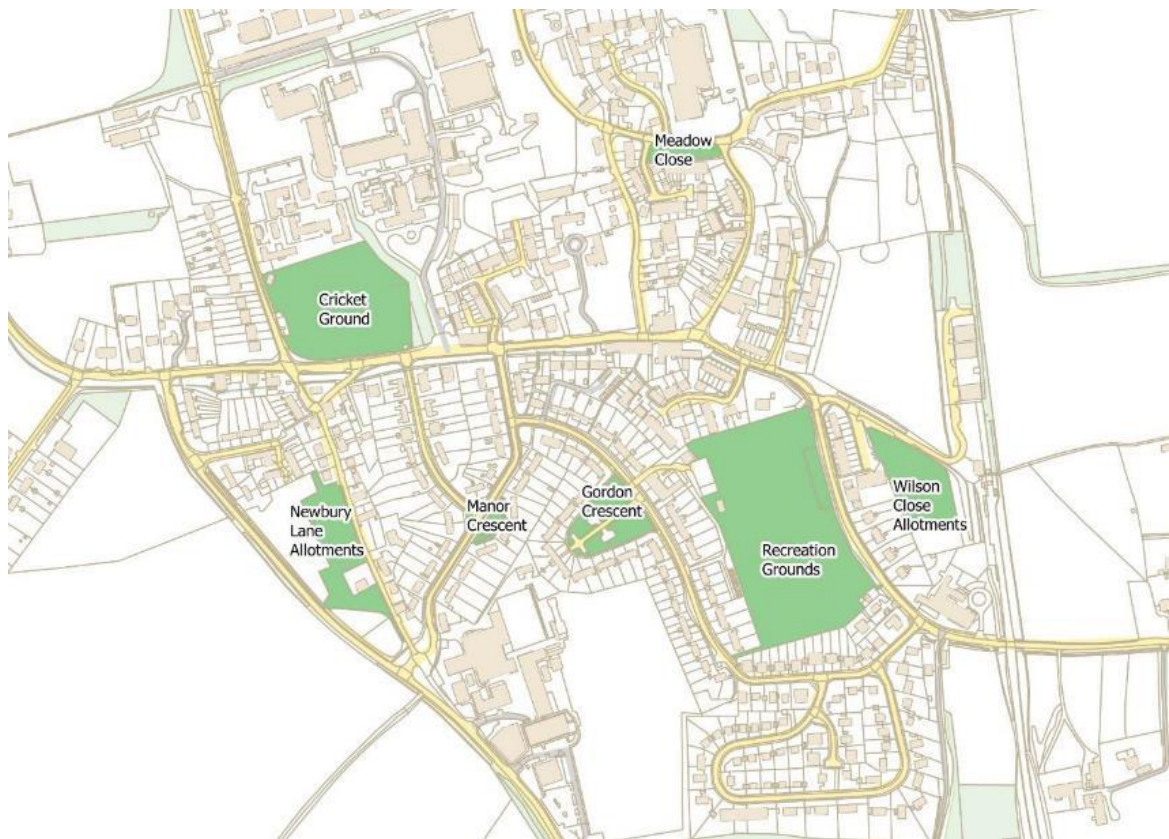 Meadow
Close
Cricket
Ground
Newbury
Lane
Allotments
Manor
Crescent
Gordon
Crescent
Wilson
Close
Allotments
Recreation
Grounds